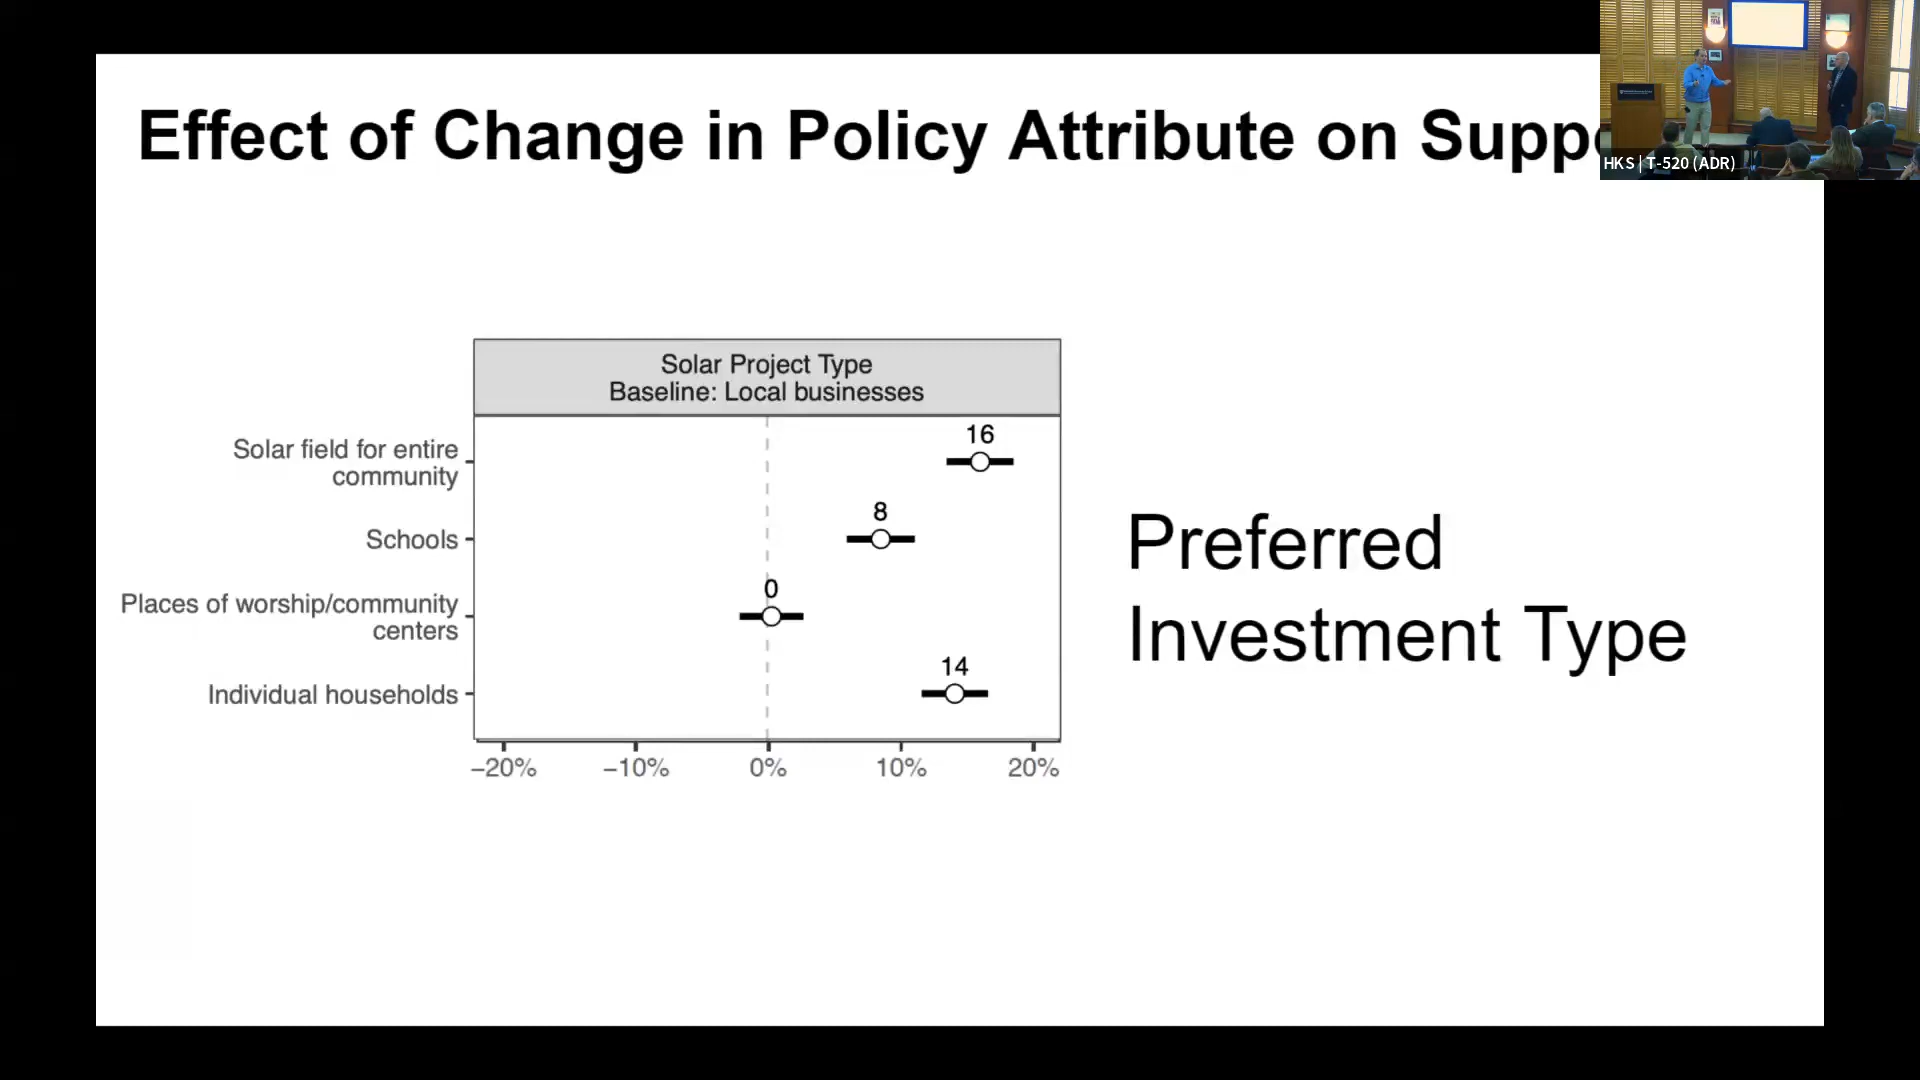 Effect of Change in Policy Attribute on Suppo
HKS | T-520 (ADR)
Solar Project Type
Baseline: Local businesses
Solar field for entire
community
16
Schools
8
Places of worship/community
centers
0
Individual households
14
−20%
−10%
0%
10%
20%
Preferred
Investment Type